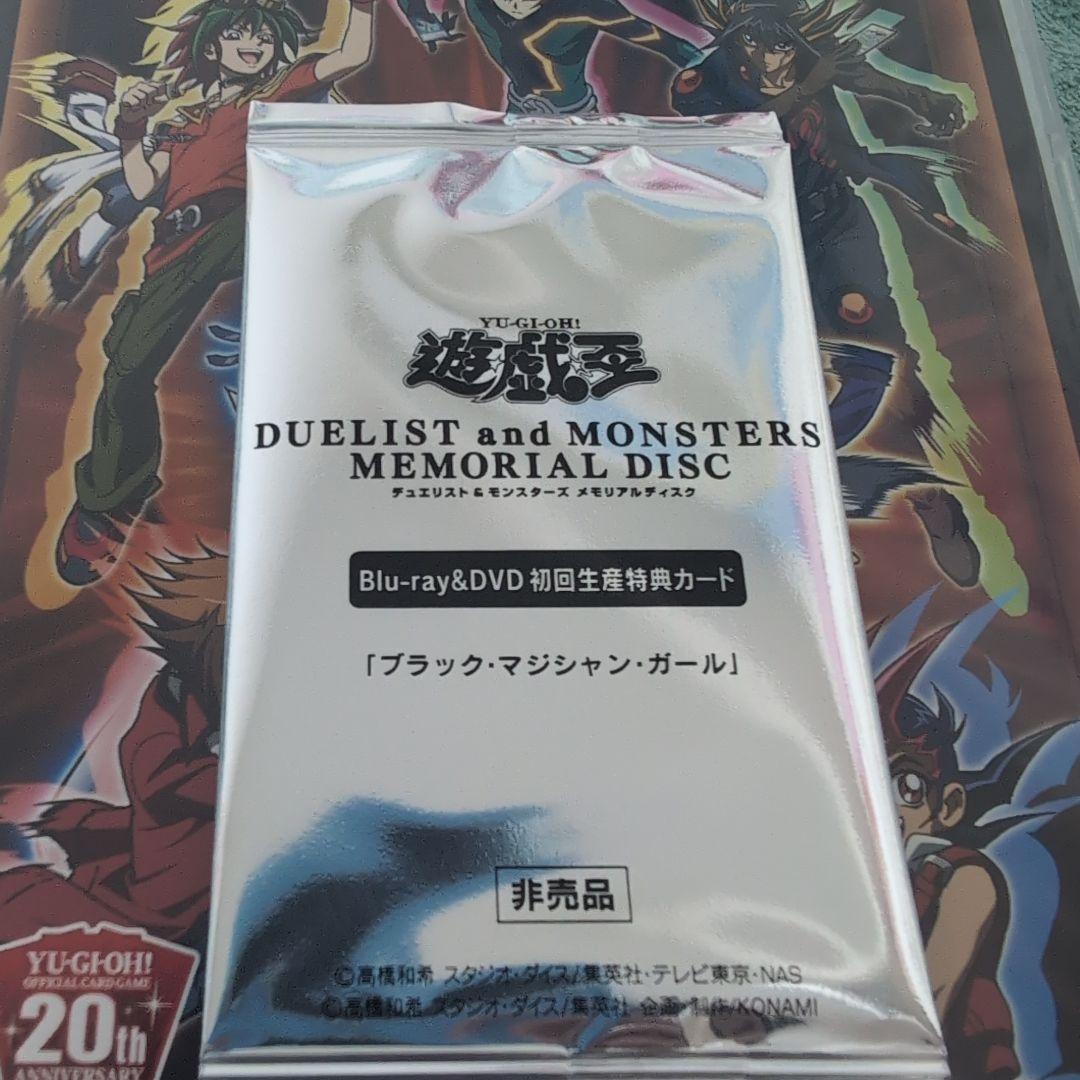 YU-GI-OH!
遊☆戯☆王
DUELIST and MONSTERS
MEMORIAL DISC
デュエリスト&モンスターズ メモリアルディスク
Blu-ray&DVD 初回生産特典カード
「ブラック・マジシャン・ガール」
非売品
©高橋和希 スタジオ・ダイス/集英社・テレビ東京・NAS
©高橋和希 スタジオ・ダイス/集英社 企画・制作/KONAMI
YU-GI-OH!
OFFICIAL CARD GAME
20th
ANNIVERSARY